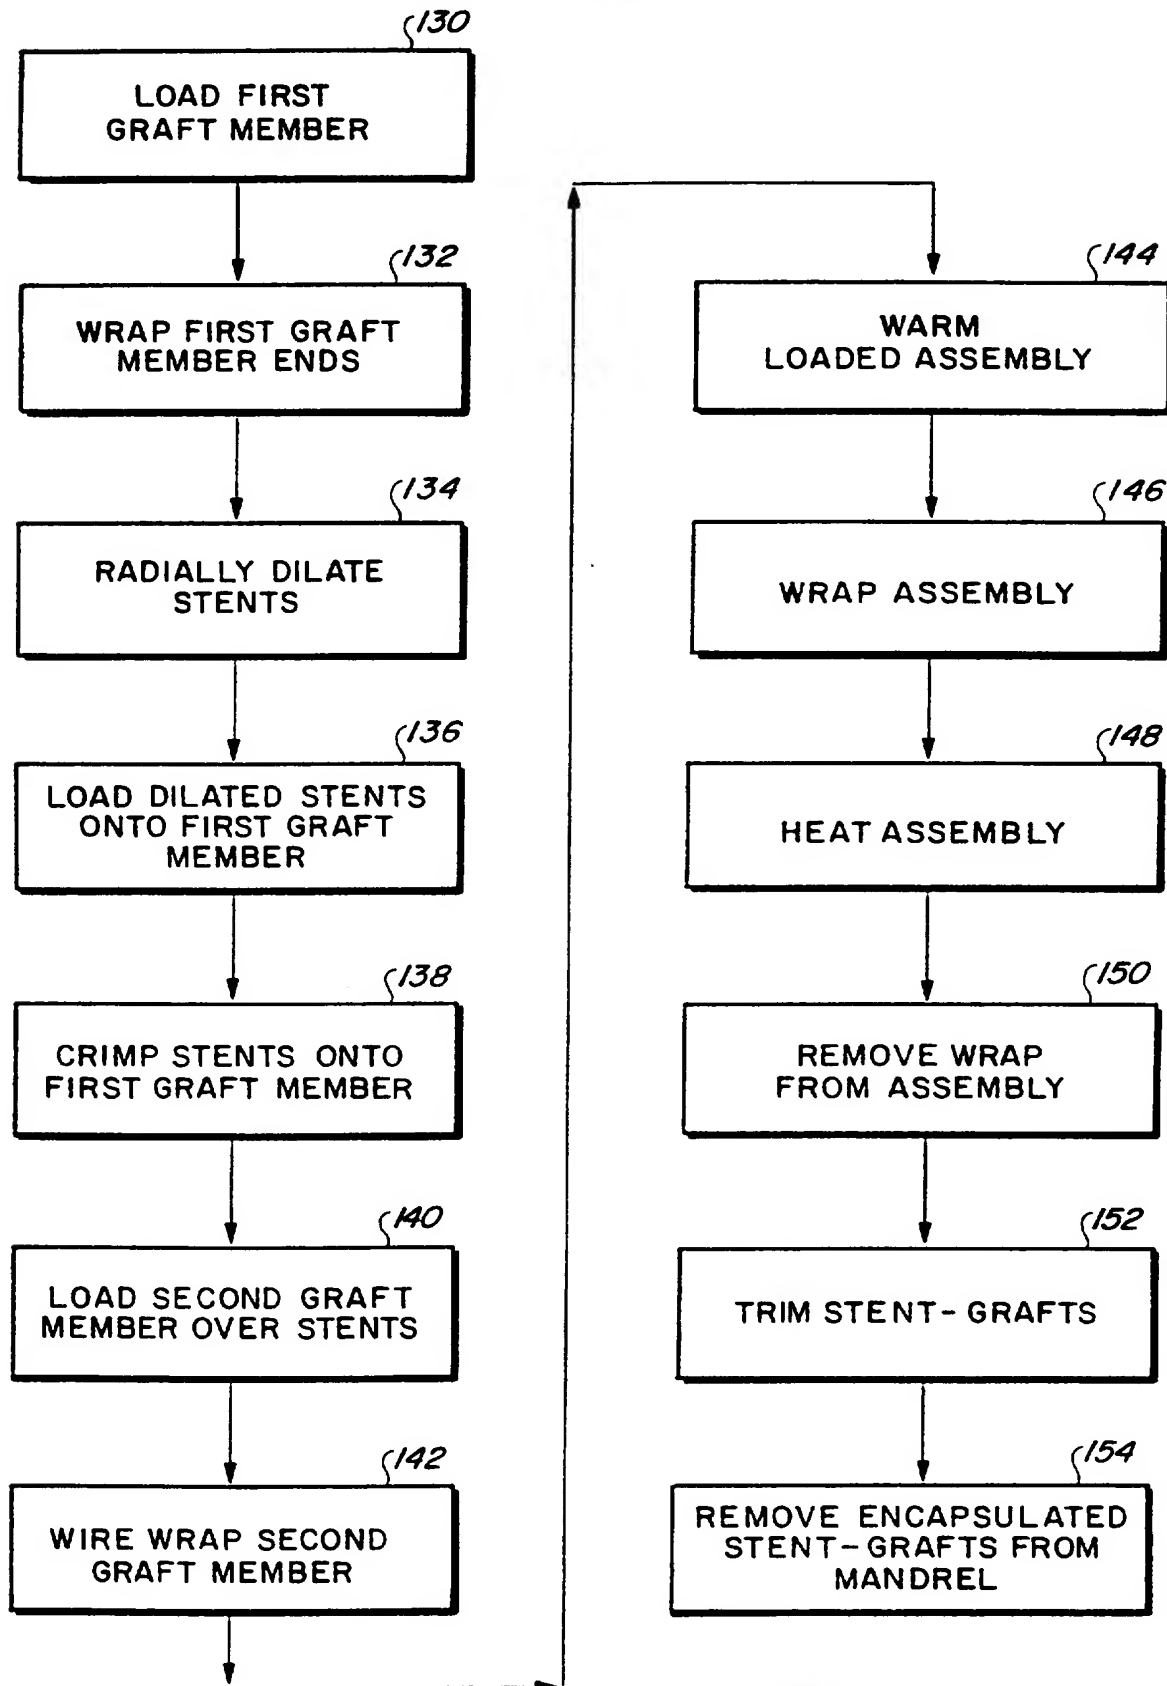 130
LOAD FIRST
GRAFT MEMBER
132
WRAP FIRST GRAFT
MEMBER ENDS
134
RADIALLY DILATE
STENTS
136
LOAD DILATED STENTS
ONTO FIRST GRAFT
MEMBER
138
CRIMP STENTS ONTO
FIRST GRAFT MEMBER
140
LOAD SECOND GRAFT
MEMBER OVER STENTS
142
WIRE WRAP SECOND
GRAFT MEMBER
144
WARM
LOADED ASSEMBLY
146
WRAP ASSEMBLY
148
HEAT ASSEMBLY
150
REMOVE WRAP
FROM ASSEMBLY
152
TRIM STENT-GRAFTS
154
REMOVE ENCAPSULATED
STENT-GRAFTS FROM
MANDREL